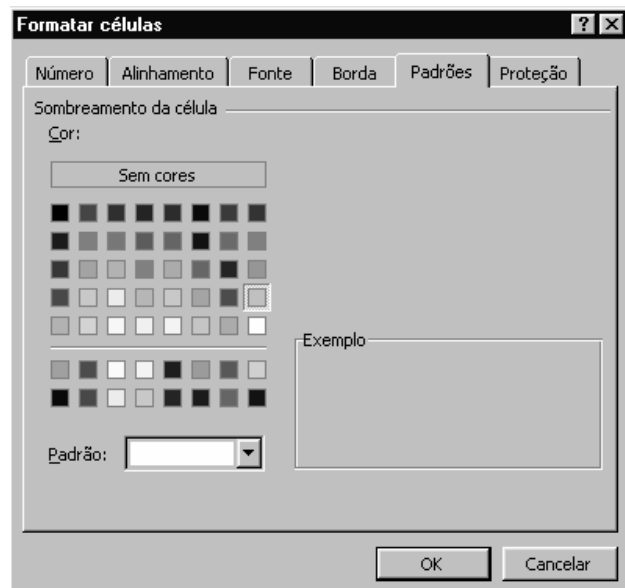 Formatar células
Número Alinhamento Fonte Borda Padrões Proteção
Sombreamento da célula
Cor:
Sem cores
Exemplo
Padrão:
OK Cancelar